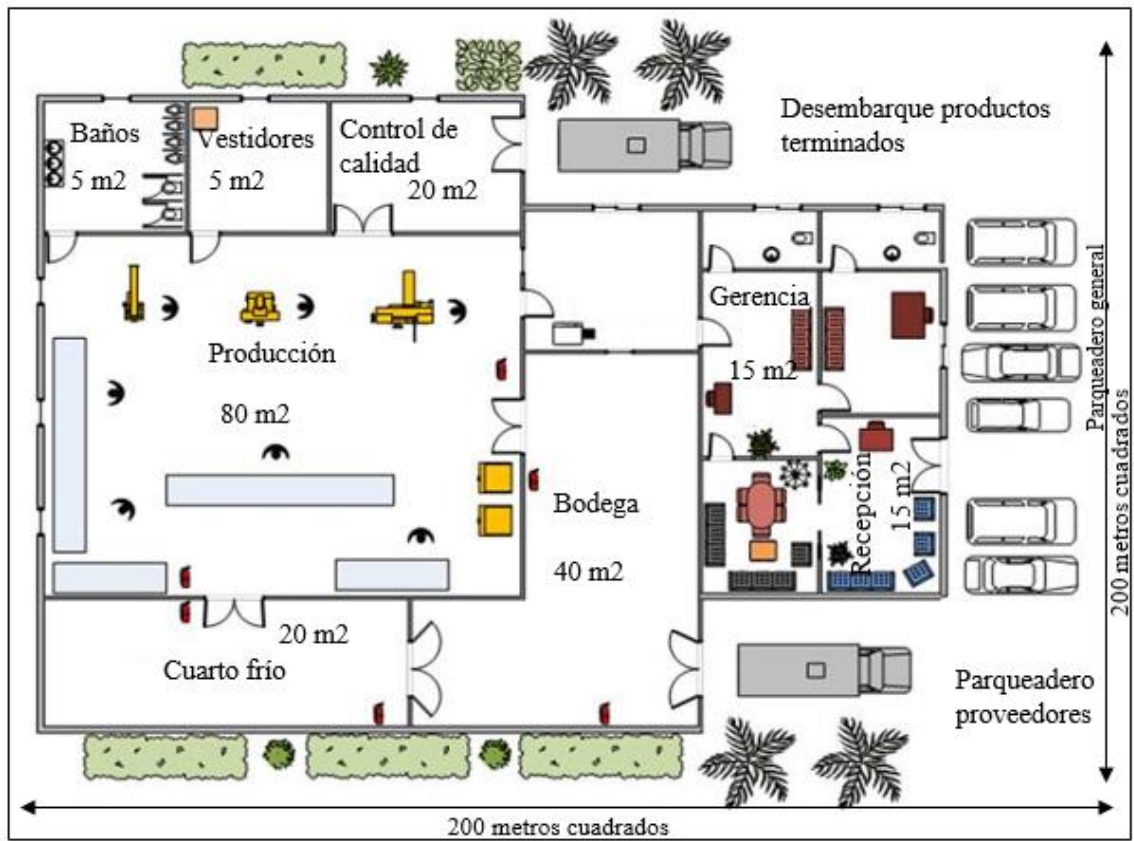 Desembarque productos
terminados
Baños
5 m2
Vestidores
5 m2
Control de
calidad
20 m2
Parqueadero general
200 metros cuadrados
Gerencia
15 m2
Producción
80 m2
Recepción
15 m2
Bodega
40 m2
20 m2
Cuarto frío
Parqueadero
proveedores
200 metros cuadrados